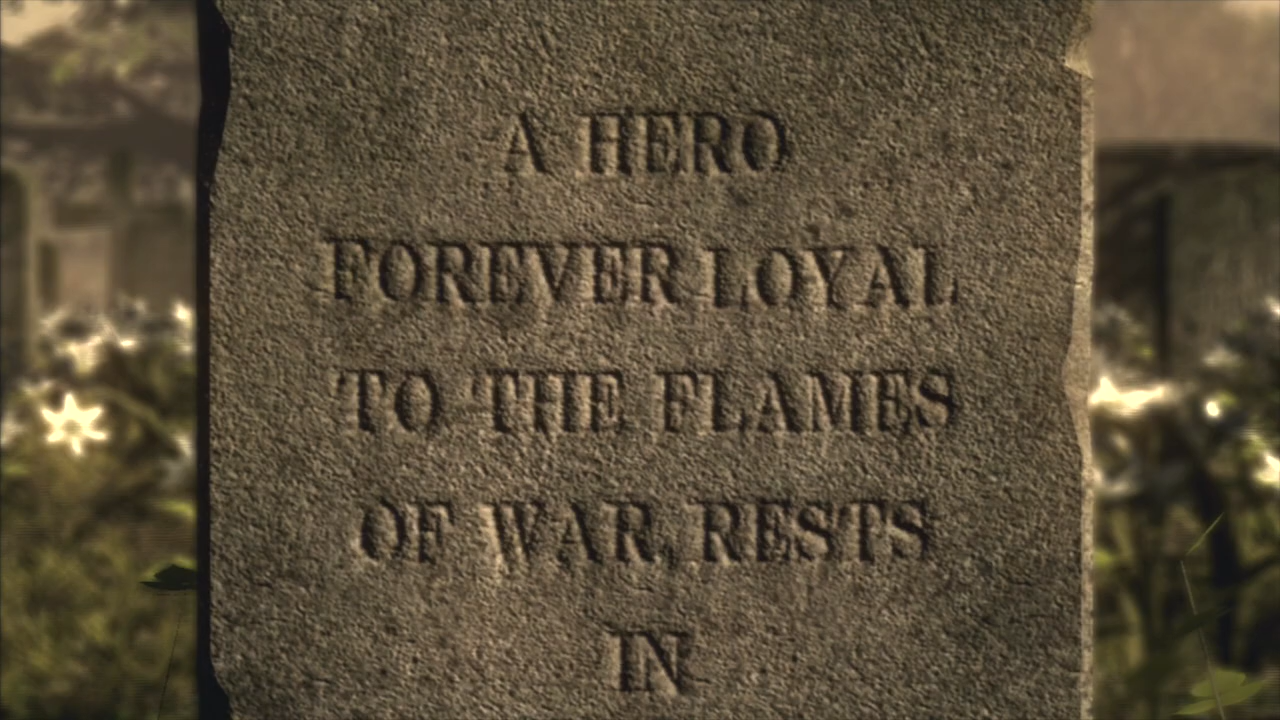 A HERO
FOREVER LOYAL
TO THE FLAMES
OF WAR, RESTS
IN